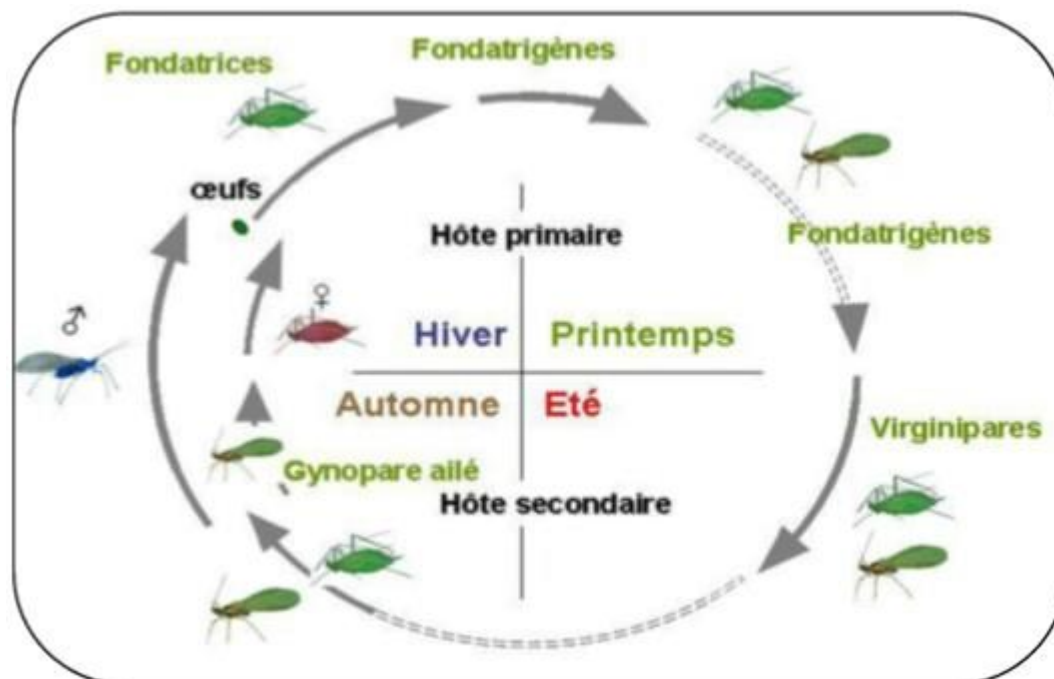 Fondatrices
Fondatrigènes
œufs
Hôte primaire
Fondatrigènes
♀
♂
Hiver
Printemps
Automne
Eté
Virginipares
Gynopare ailé
Hôte secondaire